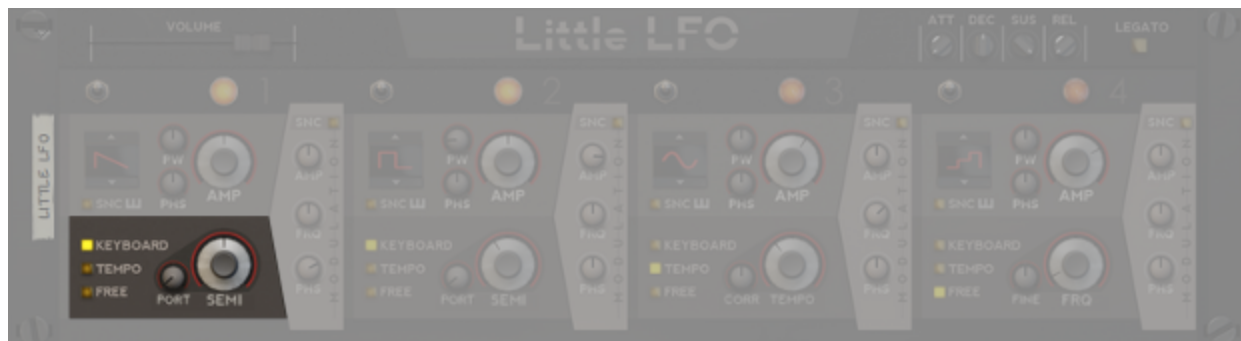 VOLUME
Little LFO
ATT DEC SUS REL
LEGATO
1 2 3 4
LITTLE LFO
SNC SNC SNC SNC
PW PW PW PW
AMP AMP AMP AMP
AMP AMP AMP AMP
SNC PHS SNC PHS SNC PHS SNC PHS
MODULATION MODULATION MODULATION MODULATION
FRQ FRQ FRQ FRQ
KEYBOARD KEYBOARD KEYBOARD KEYBOARD
TEMPO TEMPO TEMPO TEMPO
PHS PHS PHS PHS
FREE FREE FREE FREE
PORT SEMI PORT SEMI CORR TEMPO FINE FRQ